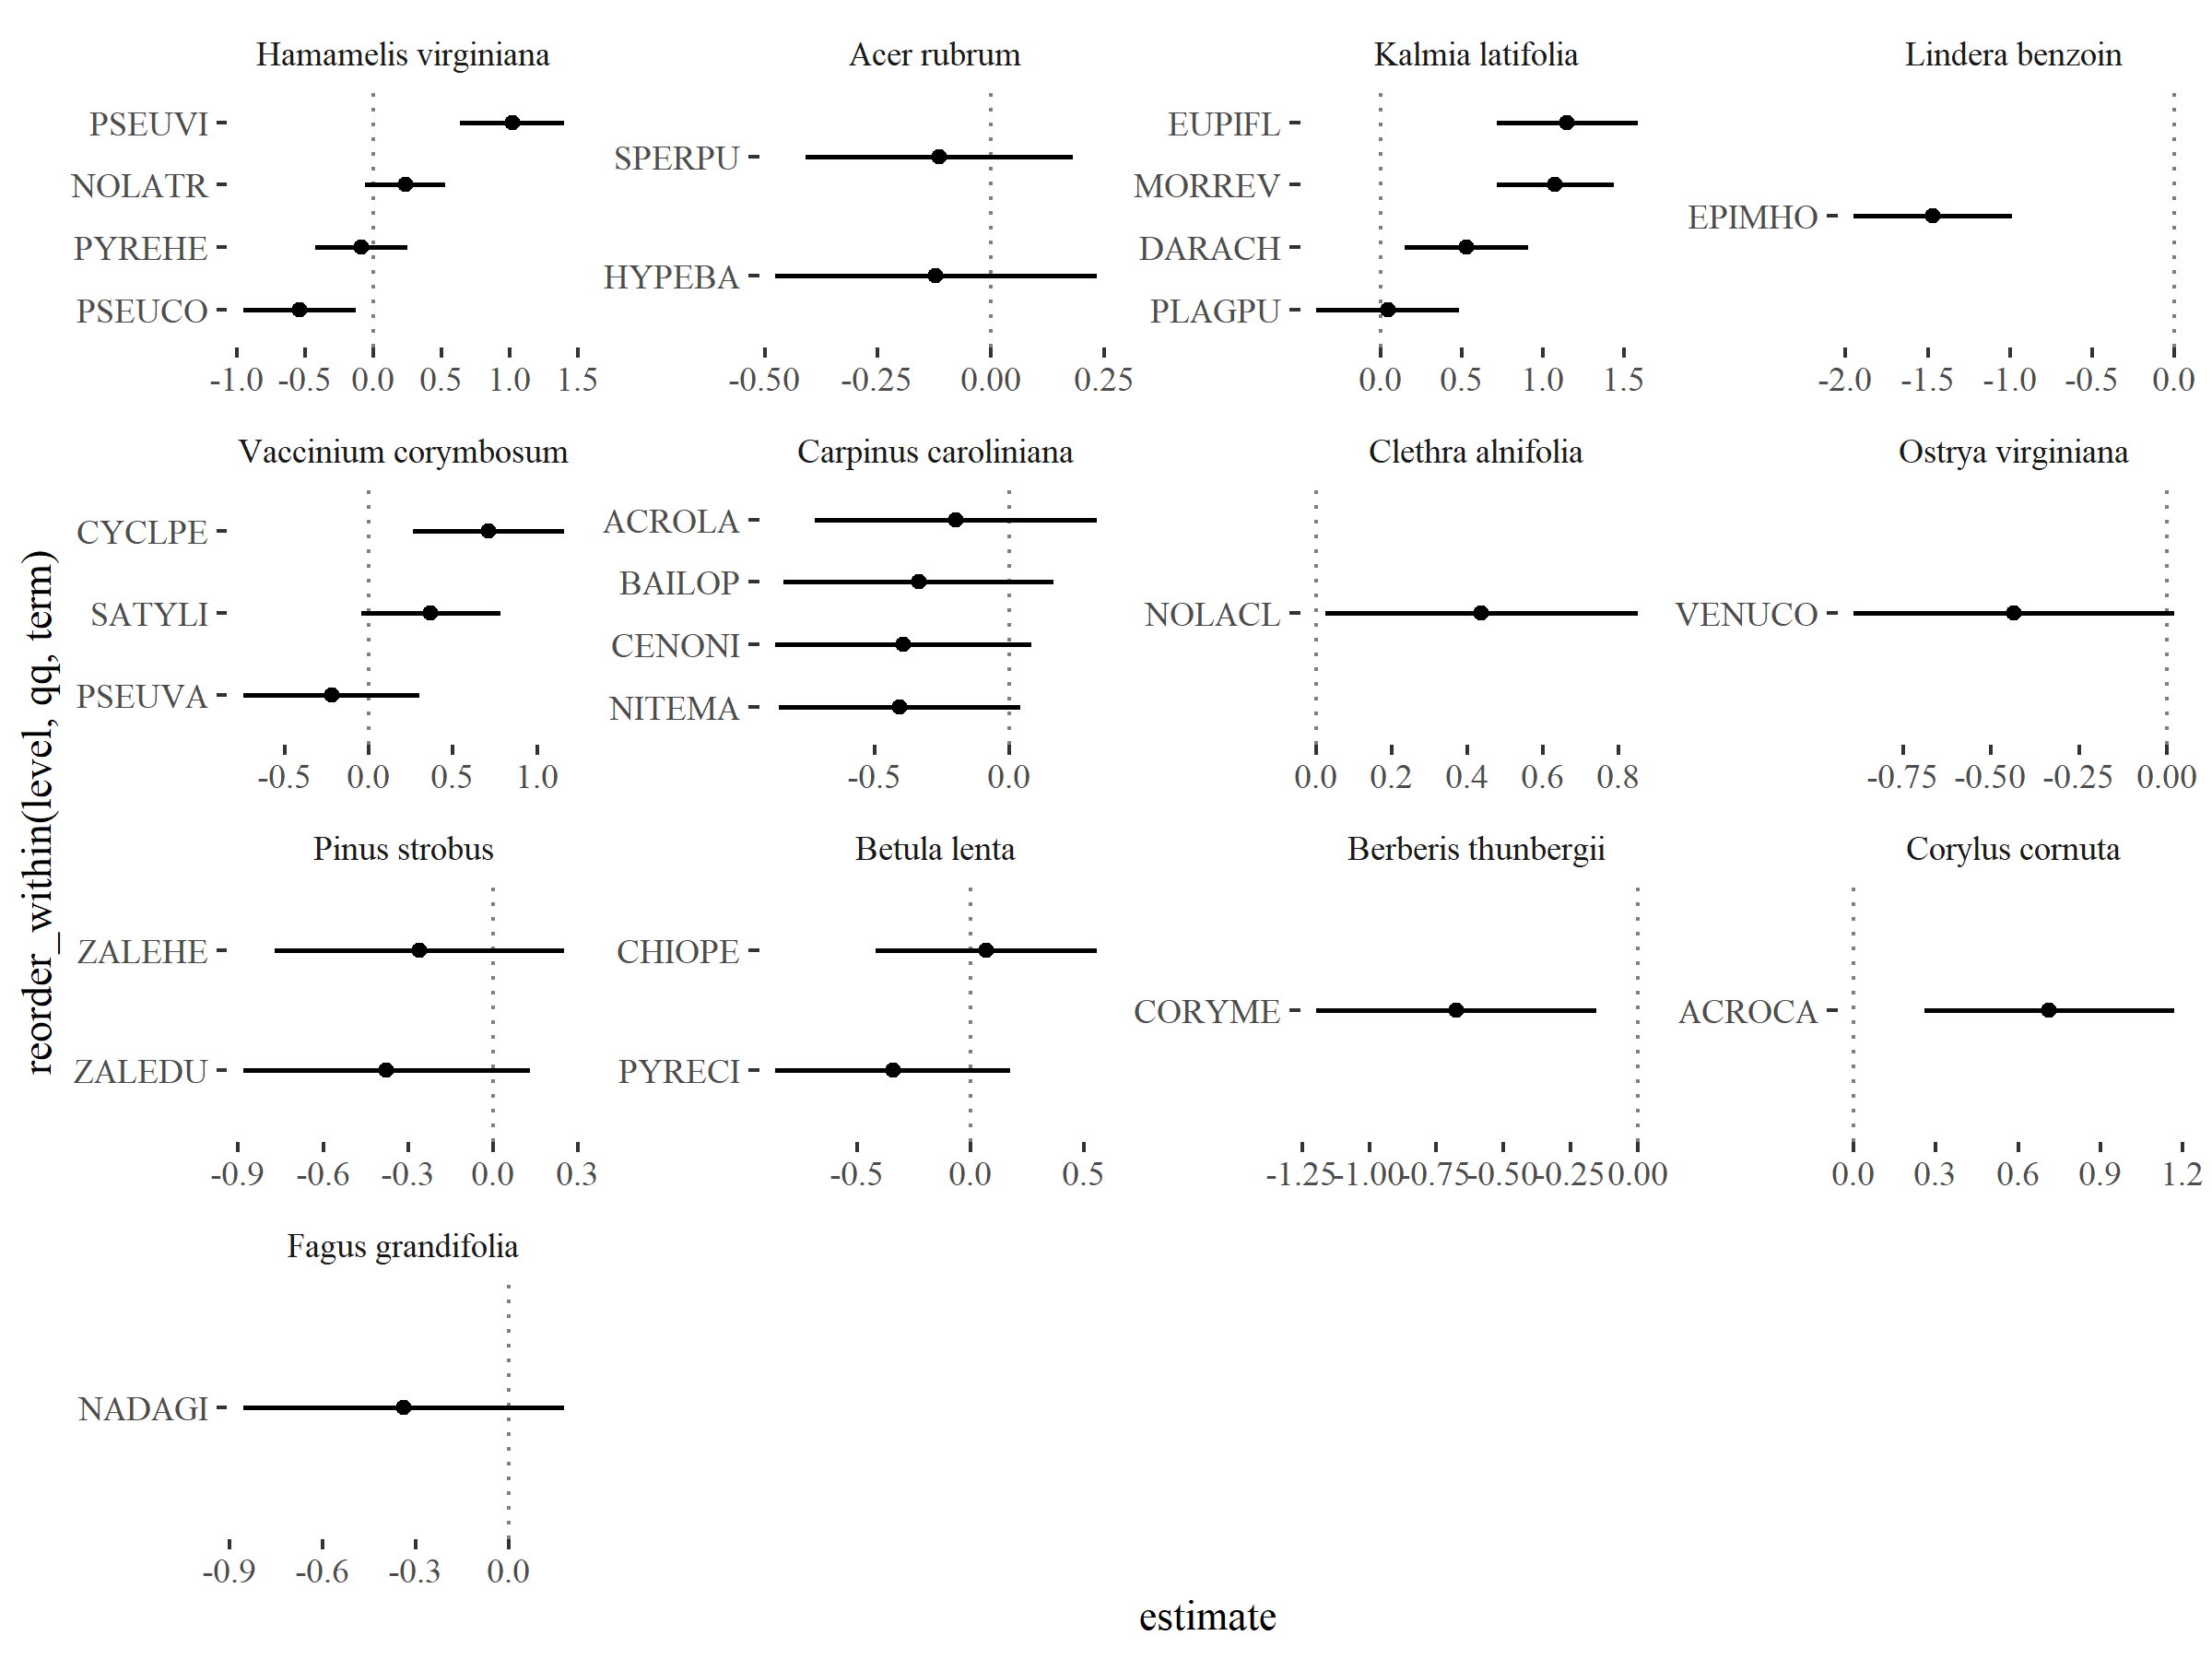 Hamamelis virginiana
PSEUVI
NOLATR
PYREHE
PSEUCO
-1.0 -0.5 0.0 0.5 1.0 1.5
Acer rubrum
SPERPU
HYPEBA
-0.50 -0.25 0.00 0.25
Kalmia latifolia
EUPIFL
MORREV
DARACH
PLAGPU
0.0 0.5 1.0 1.5
Lindera benzoin
EPIMHO
-2.0 -1.5 -1.0 -0.5 0.0
Vaccinium corymbosum
CYCLPE
SATYLI
PSEUVA
-0.5 0.0 0.5 1.0
Carpinus caroliniana
ACROLA
BAILOP
CENONI
NITEMA
-0.5 0.0
Clethra alnifolia
NOLACL
0.0 0.2 0.4 0.6 0.8
Ostrya virginiana
VENUCO
-0.75 -0.50 -0.25 0.00
Pinus strobus
ZALEHE
ZALEDU
-0.9 -0.6 -0.3 0.0 0.3
Betula lenta
CHIOPE
PYRECI
-0.5 0.0 0.5
Berberis thunbergii
CORYME
-1.25 -1.00 -0.75 -0.50 -0.25 0.00
Corylus cornuta
ACROCA
0.0 0.3 0.6 0.9 1.2
Fagus grandifolia
NADAGI
-0.9 -0.6 -0.3 0.0
reorder_within(level, qq, term)
estimate